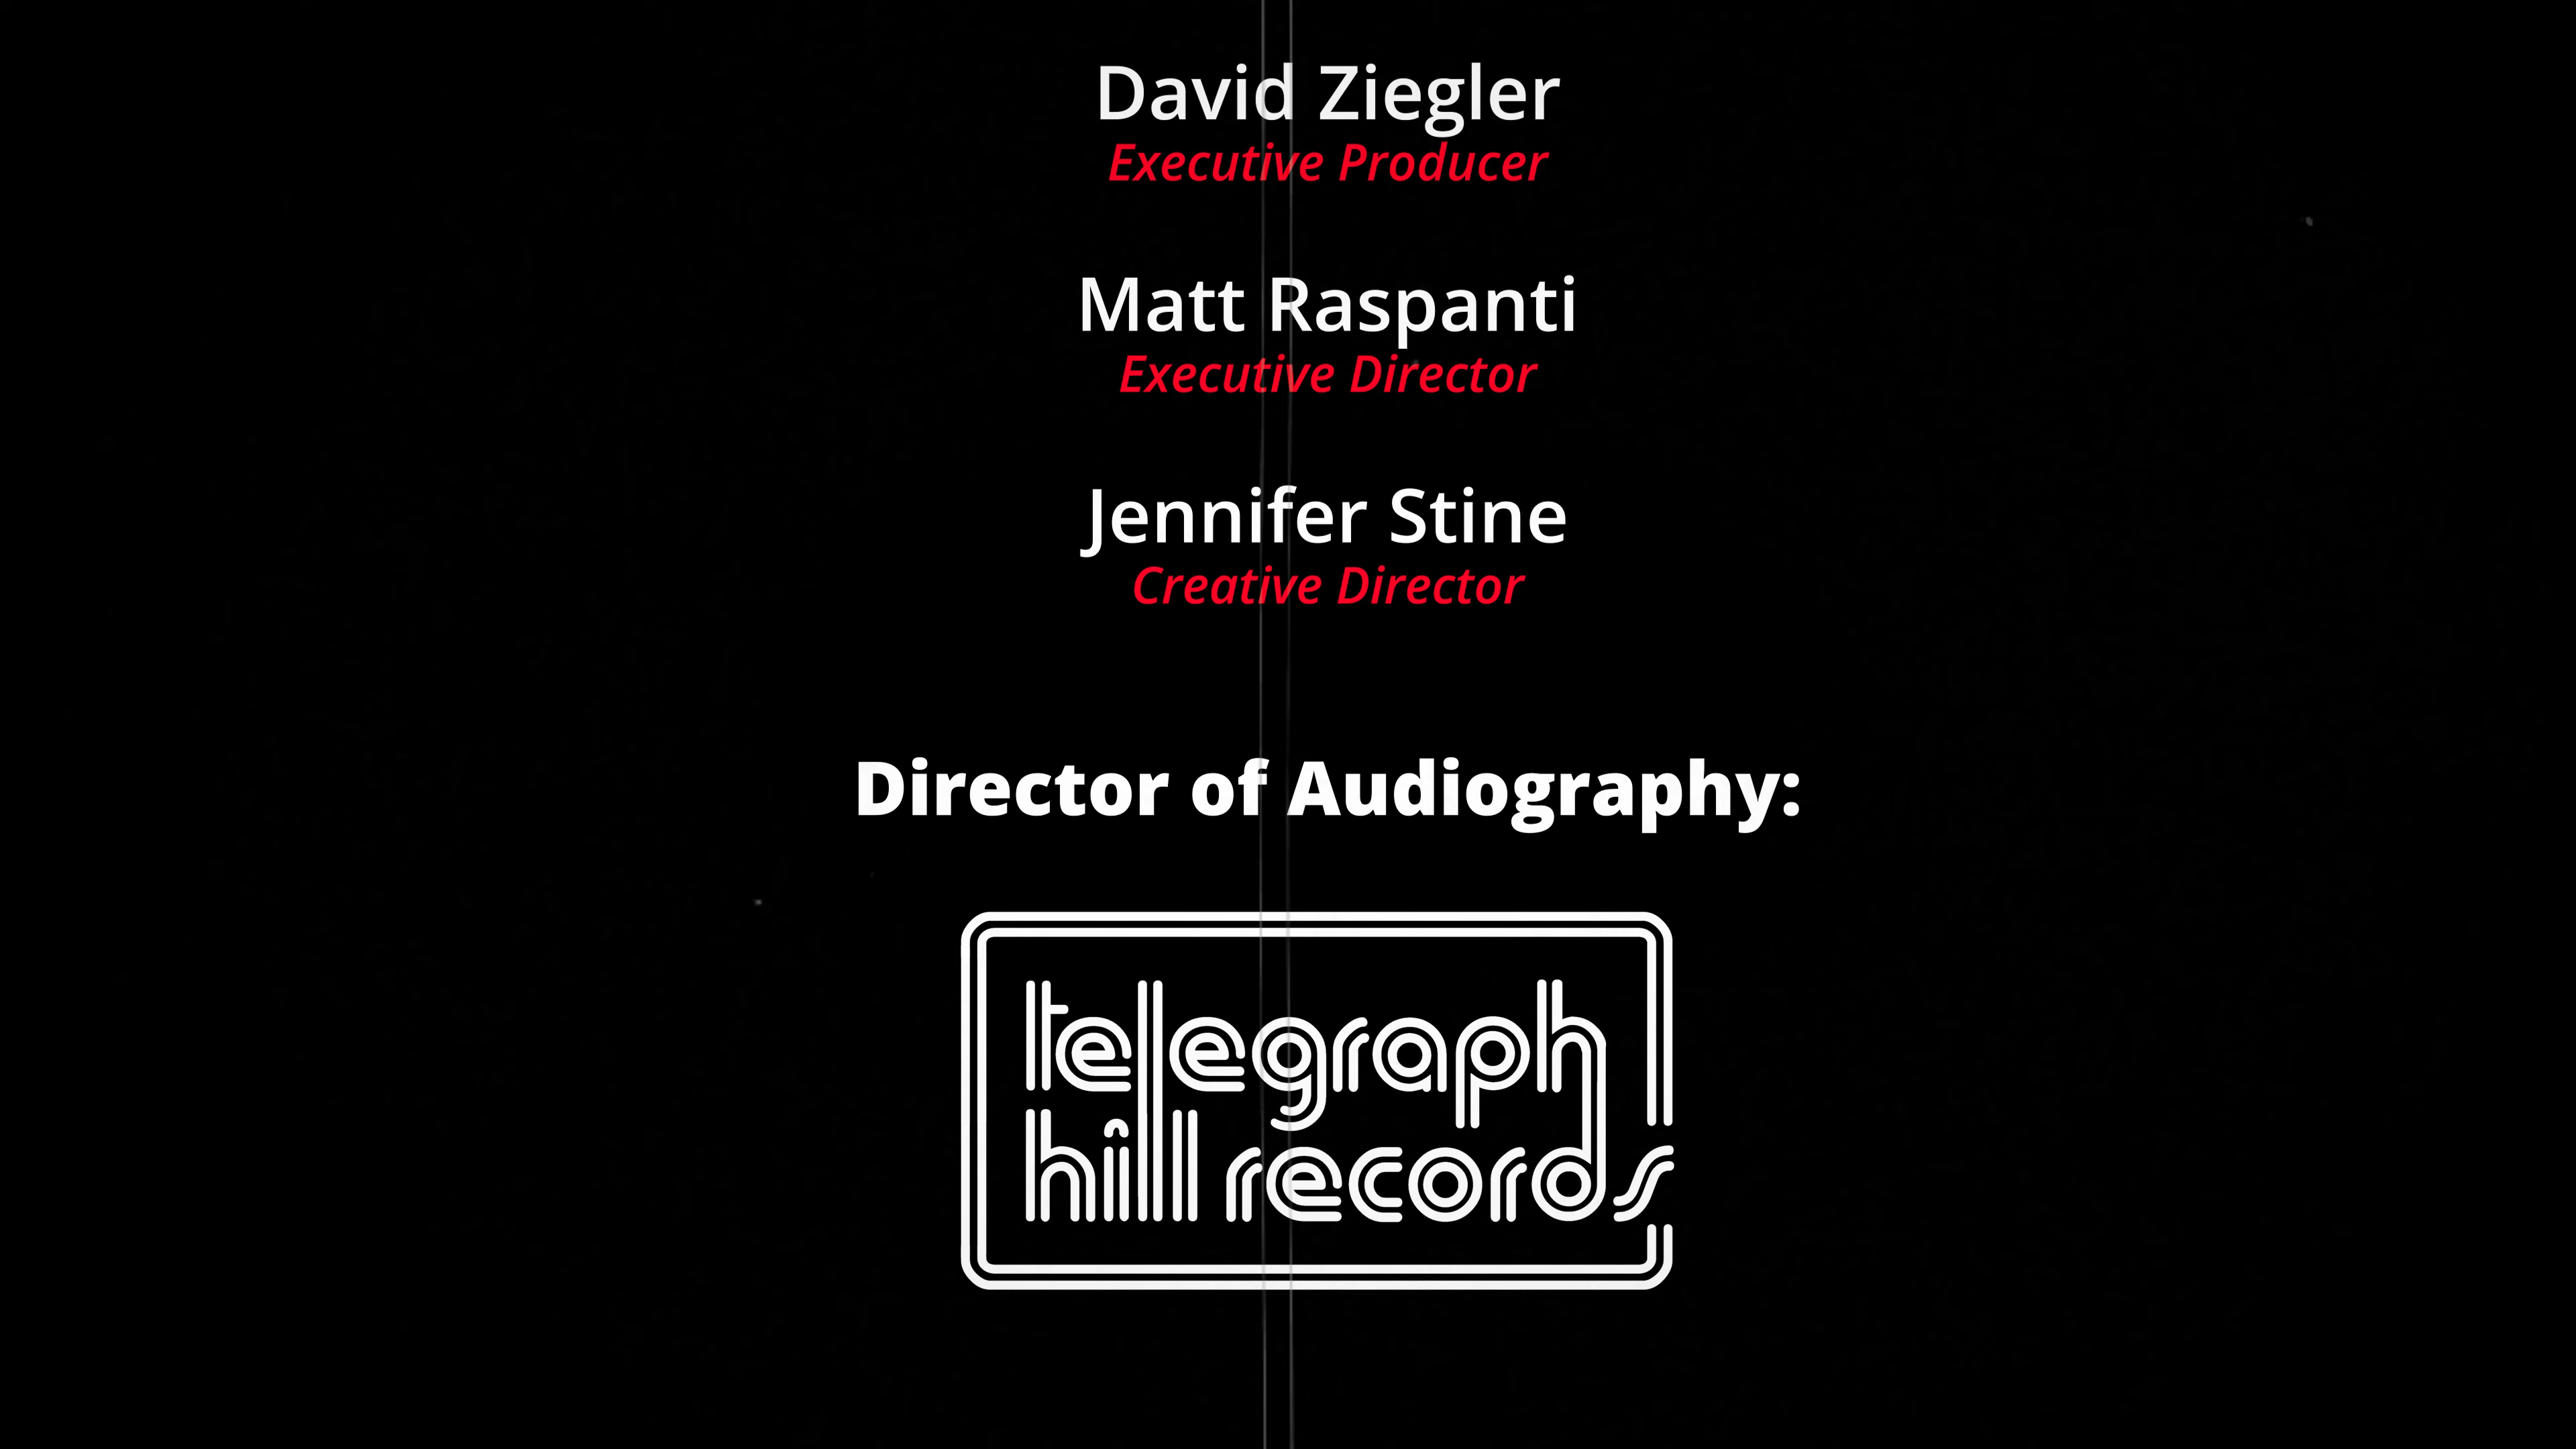 David Ziegler
Executive Producer
Matt Raspanti
Executive Director
Jennifer Stine
Creative Director
Director of Audiography:
telegraph
hill records